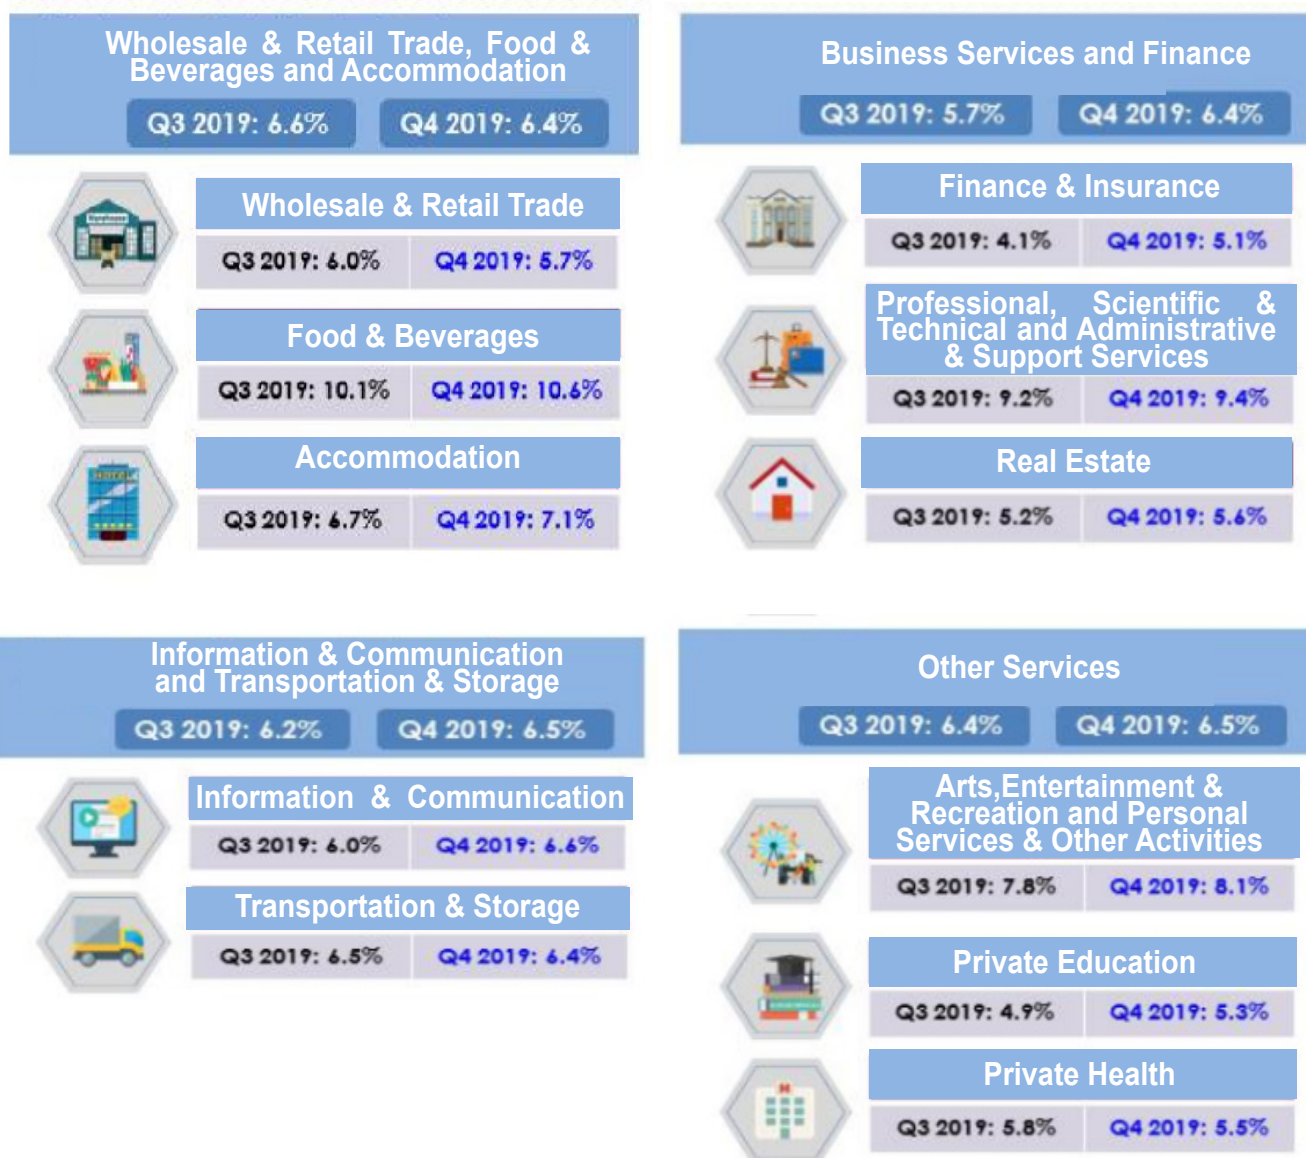 Wholesale & Retail Trade, Food &
Beverages and Accommodation
Q3 2019: 6.6%
Q4 2019: 6.4%
Wholesale & Retail Trade
Q3 2019: 6.0%
Q4 2019: 5.7%
Food & Beverages
Q3 2019: 10.1%
Q4 2019: 10.6%
HOTEL
Accommodation
Q3 2019: 6.7%
Q4 2019: 7.1%
Business Services and Finance
Q3 2019: 5.7%
Q4 2019: 6.4%
Finance & Insurance
Q3 2019: 4.1%
Q4 2019: 5.1%
Professional, Scientific &
Technical and Administrative
& Support Services
Q3 2019: 9.2%
Q4 2019: 9.4%
Real Estate
Q3 2019: 5.2%
Q4 2019: 5.6%
Information & Communication
and Transportation & Storage
Q3 2019: 6.2%
Q4 2019: 6.5%
Information & Communication
Q3 2019: 6.0%
Q4 2019: 6.6%
Transportation & Storage
Q3 2019: 6.5%
Q4 2019: 6.4%
Other Services
Q3 2019: 6.4%
Q4 2019: 6.5%
Arts,Entertainment &
Recreation and Personal
Services & Other Activities
Q3 2019: 7.8%
Q4 2019: 8.1%
Private Education
Q3 2019: 4.9%
Q4 2019: 5.3%
H
Private Health
Q3 2019: 5.8%
Q4 2019: 5.5%